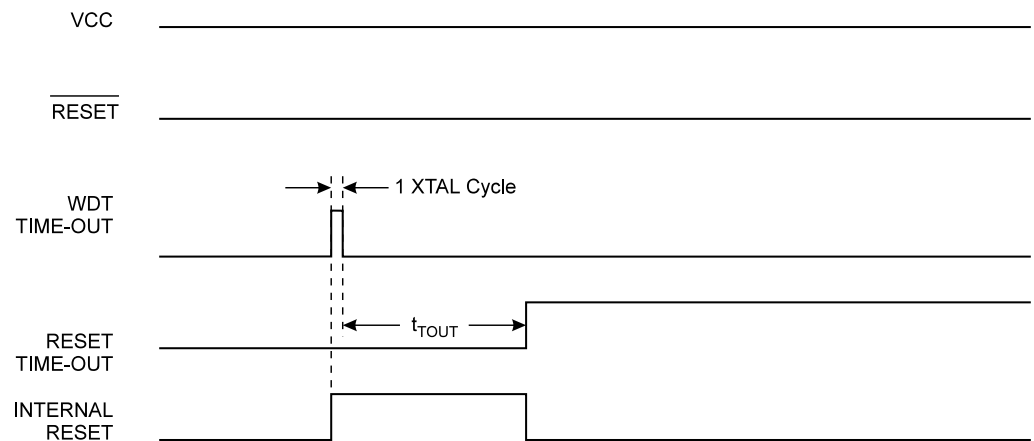 VCC
RESET
1 XTAL Cycle
WDT
TIME-OUT
tTOUT
RESET
TIME-OUT
INTERNAL
RESET